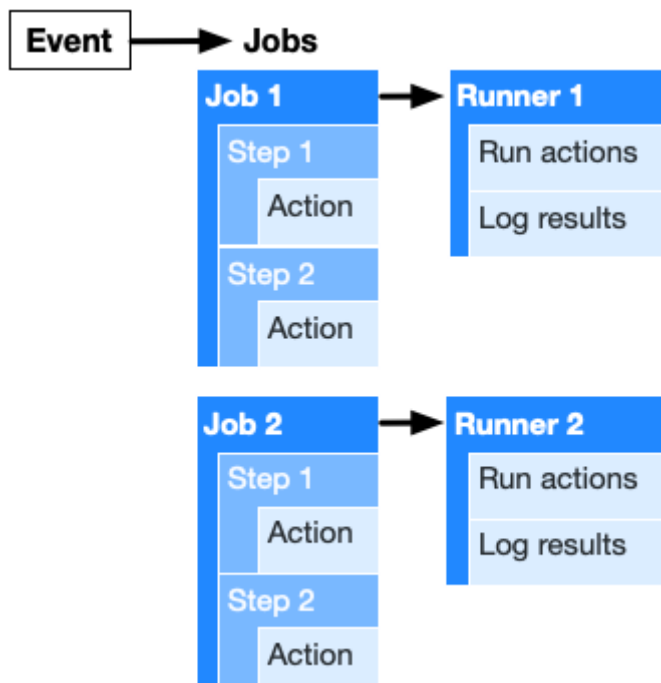 Event
Jobs
Job 1
Step 1
Action
Step 2
Action
Runner 1
Run actions
Log results
Job 2
Step 1
Action
Step 2
Action
Runner 2
Run actions
Log results